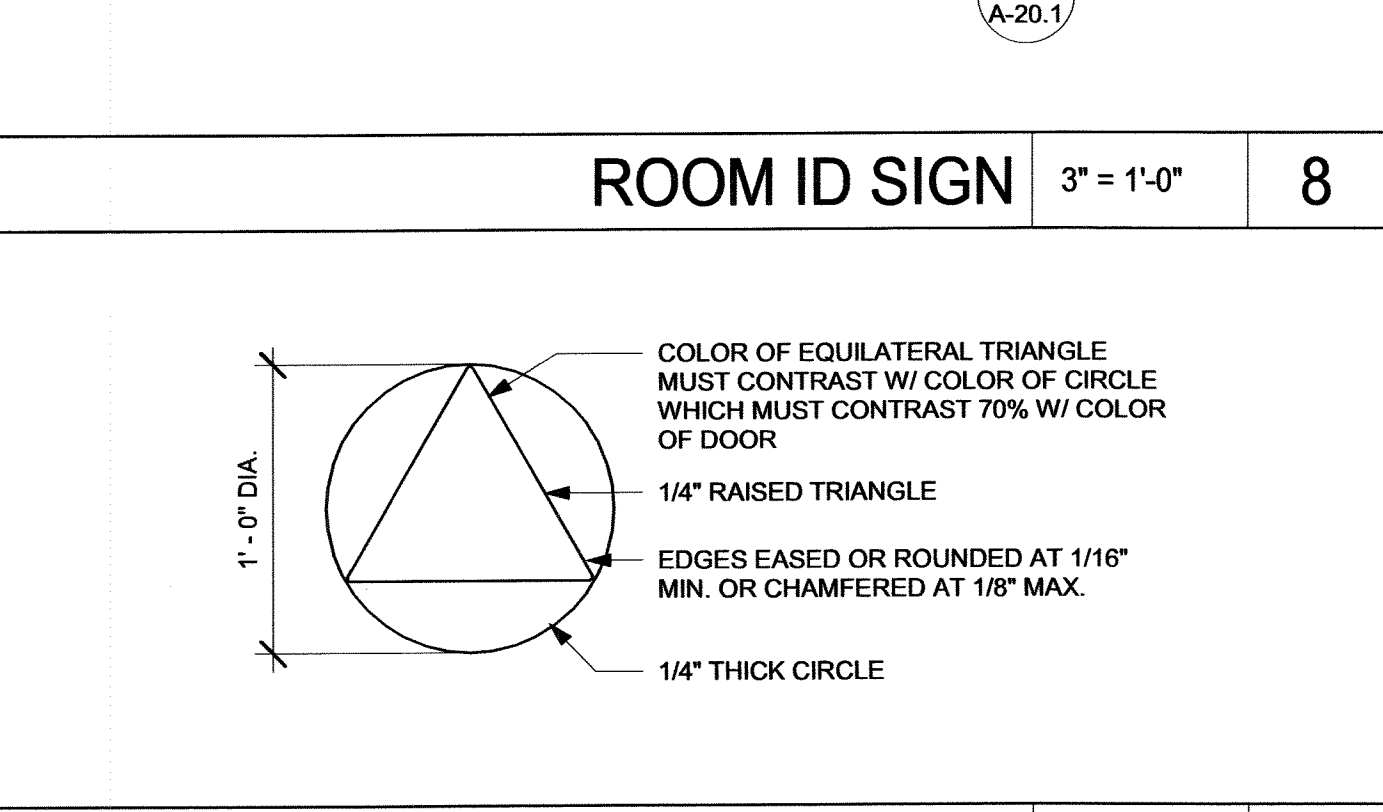 A-20.1
ROOM ID SIGN
3" = 1'-0"
8
COLOR OF EQUILATERAL TRIANGLE
MUST CONTRAST W/ COLOR OF CIRCLE
WHICH MUST CONTRAST 70% W/ COLOR
OF DOOR
1' - 0" DIA.
1/4" RAISED TRIANGLE
EDGES EASED OR ROUNDED AT 1/16"
MIN. OR CHAMFERED AT 1/8" MAX.
1/4" THICK CIRCLE